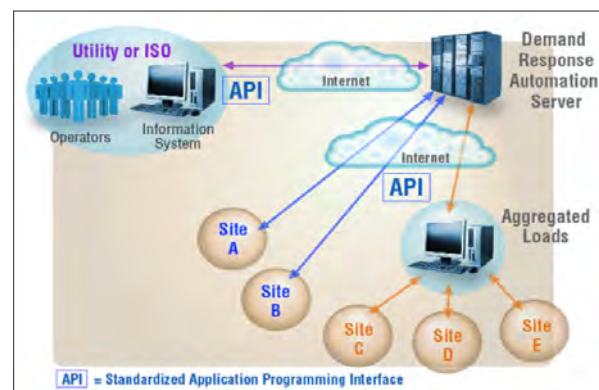 Utility or ISO
Operators
Information
System
API
Internet
Demand
Response
Automation
Server
Internet
API
Aggregated
Loads
Site
A
Site
B
Site
C
Site
D
Site
E
API = Standardized Application Programming Interface